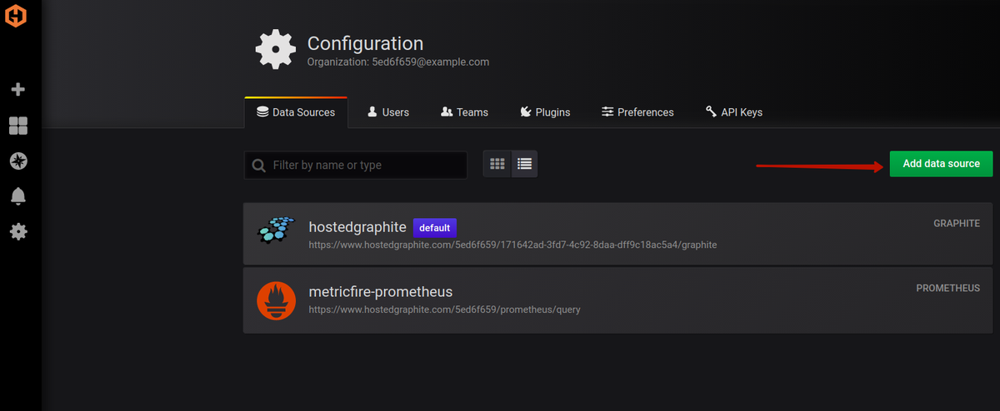 Configuration
Organization: 5ed6f659@example.com
Data Sources Users Teams Plugins Preferences API Keys
Filter by name or type
Add data source
hostedgraphite default GRAPHITE
https://www.hostedgraphite.com/5ed6f659/171642ad-3fd7-4c92-8daa-dff9c18ac5a4/graphite
metricfire-prometheus PROMETHEUS
https://www.hostedgraphite.com/5ed6f659/prometheus/query